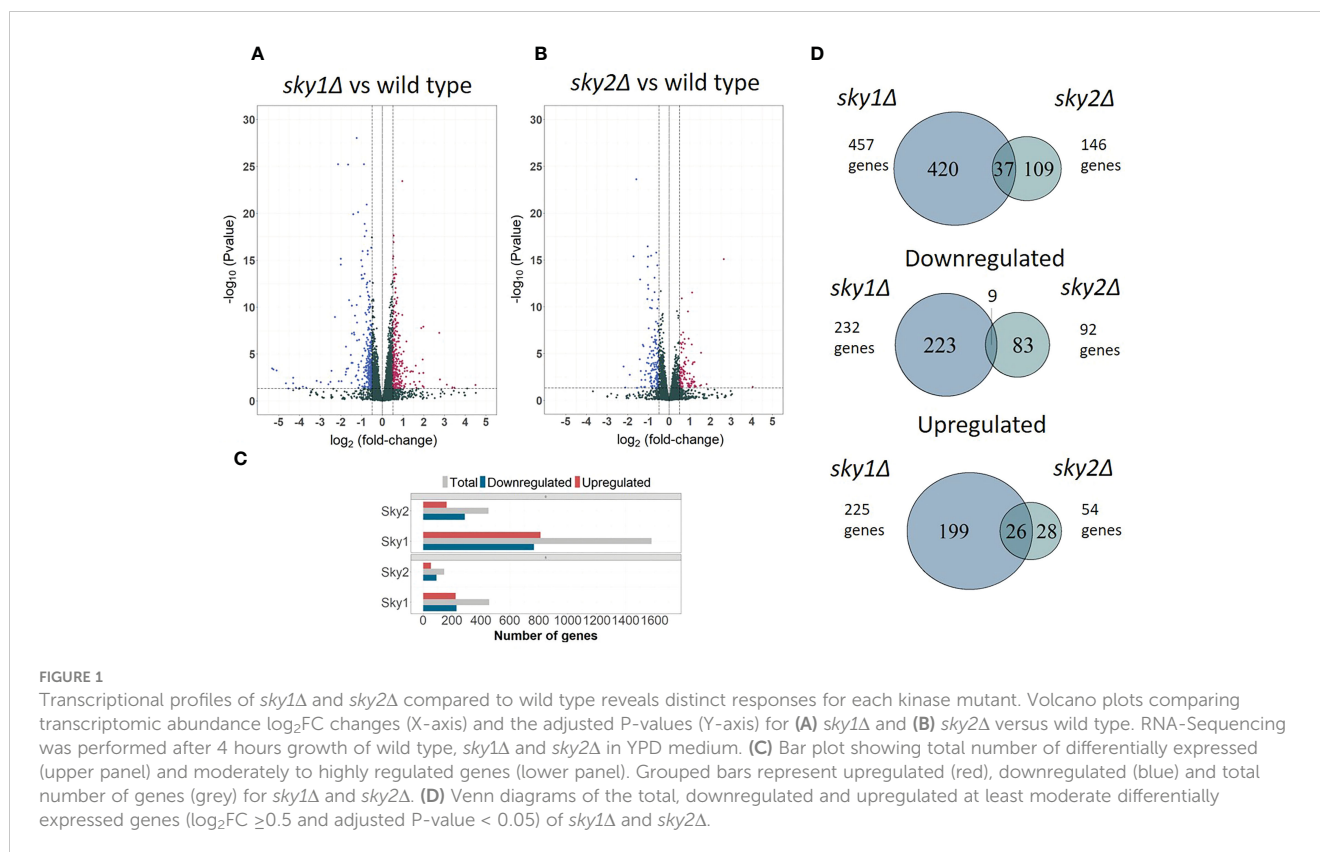 A
sky1Δ vs wild type
30
25
20
15
10
5
0
-log10 (Pvalue)
-5 -4 -3 -2 -1 0 1 2 3 4 5
log2 (fold-change)
B
sky2Δ vs wild type
30
25
20
15
10
5
0
-log10 (Pvalue)
-5 -4 -3 -2 -1 0 1 2 3 4 5
log2 (fold-change)
C
Total Downregulated Upregulated
Sky2
Sky1
Sky2
Sky1
0 200 400 600 800 1000 1200 1400 1600
Number of genes
D
sky1Δ sky2Δ
457 genes
420 37 109
146 genes
Downregulated
sky1Δ 9 sky2Δ
232 genes
223 83
92 genes
Upregulated
sky1Δ sky2Δ
225 genes
199 26 28
54 genes
FIGURE 1
Transcriptional profiles of sky1Δ and sky2Δ compared to wild type reveals distinct responses for each kinase mutant. Volcano plots comparing
transcriptomic abundance log2FC changes (X-axis) and the adjusted P-values (Y-axis) for (A) sky1Δ and (B) sky2Δ versus wild type. RNA-Sequencing
was performed after 4 hours growth of wild type, sky1Δ and sky2Δ in YPD medium. (C) Bar plot showing total number of differentially expressed
(upper panel) and moderately to highly regulated genes (lower panel). Grouped bars represent upregulated (red), downregulated (blue) and total
number of genes (grey) for sky1Δ and sky2Δ. (D) Venn diagrams of the total, downregulated and upregulated at least moderate differentially
expressed genes (log2FC ≥0.5 and adjusted P-value < 0.05) of sky1Δ and sky2Δ.